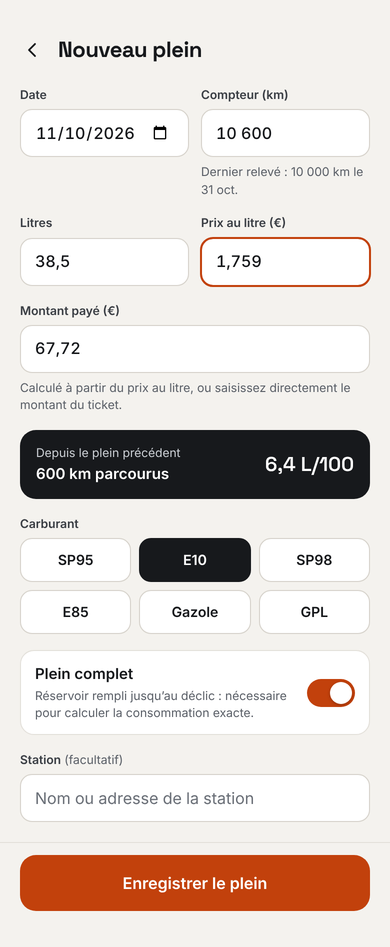 Nouveau plein
Date
Compteur (km)
11/10/2026
10 600
Dernier relevé : 10 000 km le
31 oct.
Litres
Prix au litre (€)
38,5
1,759
Montant payé (€)
67,72
Calculé à partir du prix au litre, ou saisissez directement le
montant du ticket.
Depuis le plein précédent
600 km parcourus
6,4 L/100
Carburant
SP95
E10
SP98
E85
Gazole
GPL
Plein complet
Réservoir rempli jusqu’au déclic : nécessaire
pour calculer la consommation exacte.
Station (facultatif)
Nom ou adresse de la station
Enregistrer le plein